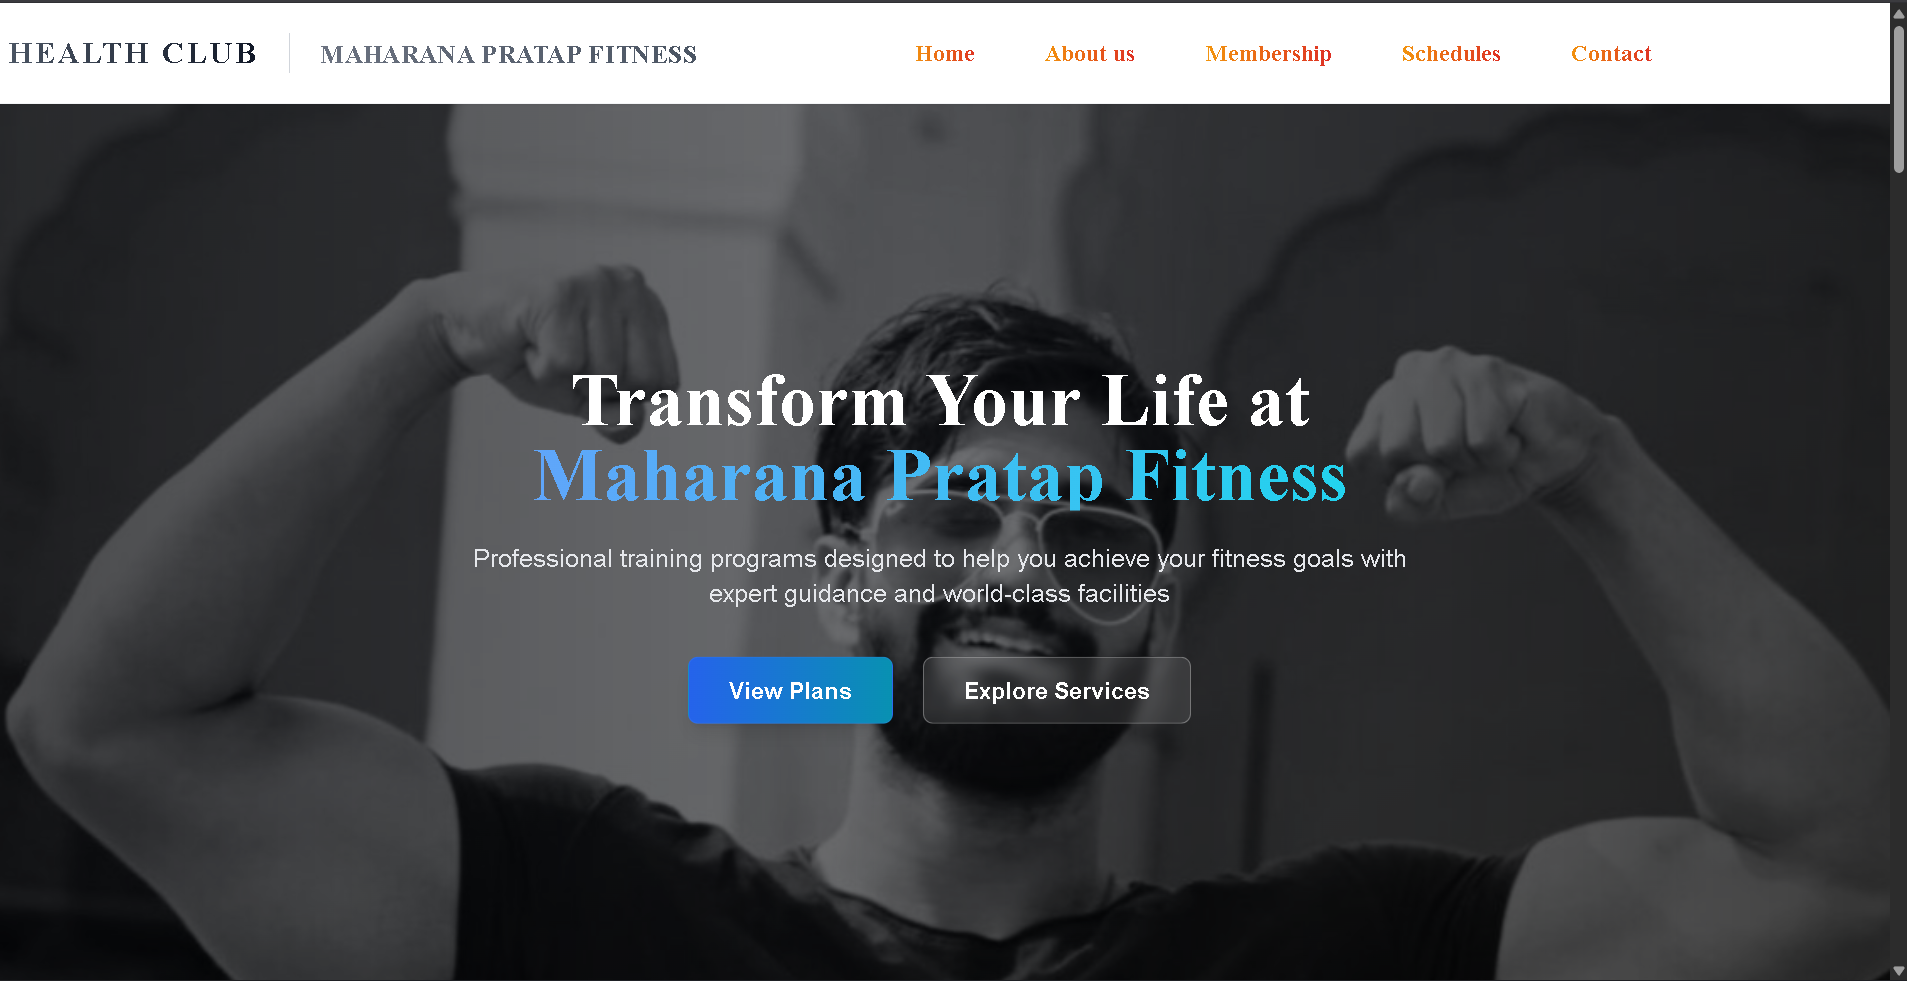 HEALTH CLUB
MAHARANA PRATAP FITNESS
Home
About us
Membership
Schedules
Contact
Transform Your Life at
Maharana Pratap Fitness
Professional training programs designed to help you achieve your fitness goals with
expert guidance and world-class facilities
View Plans
Explore Services